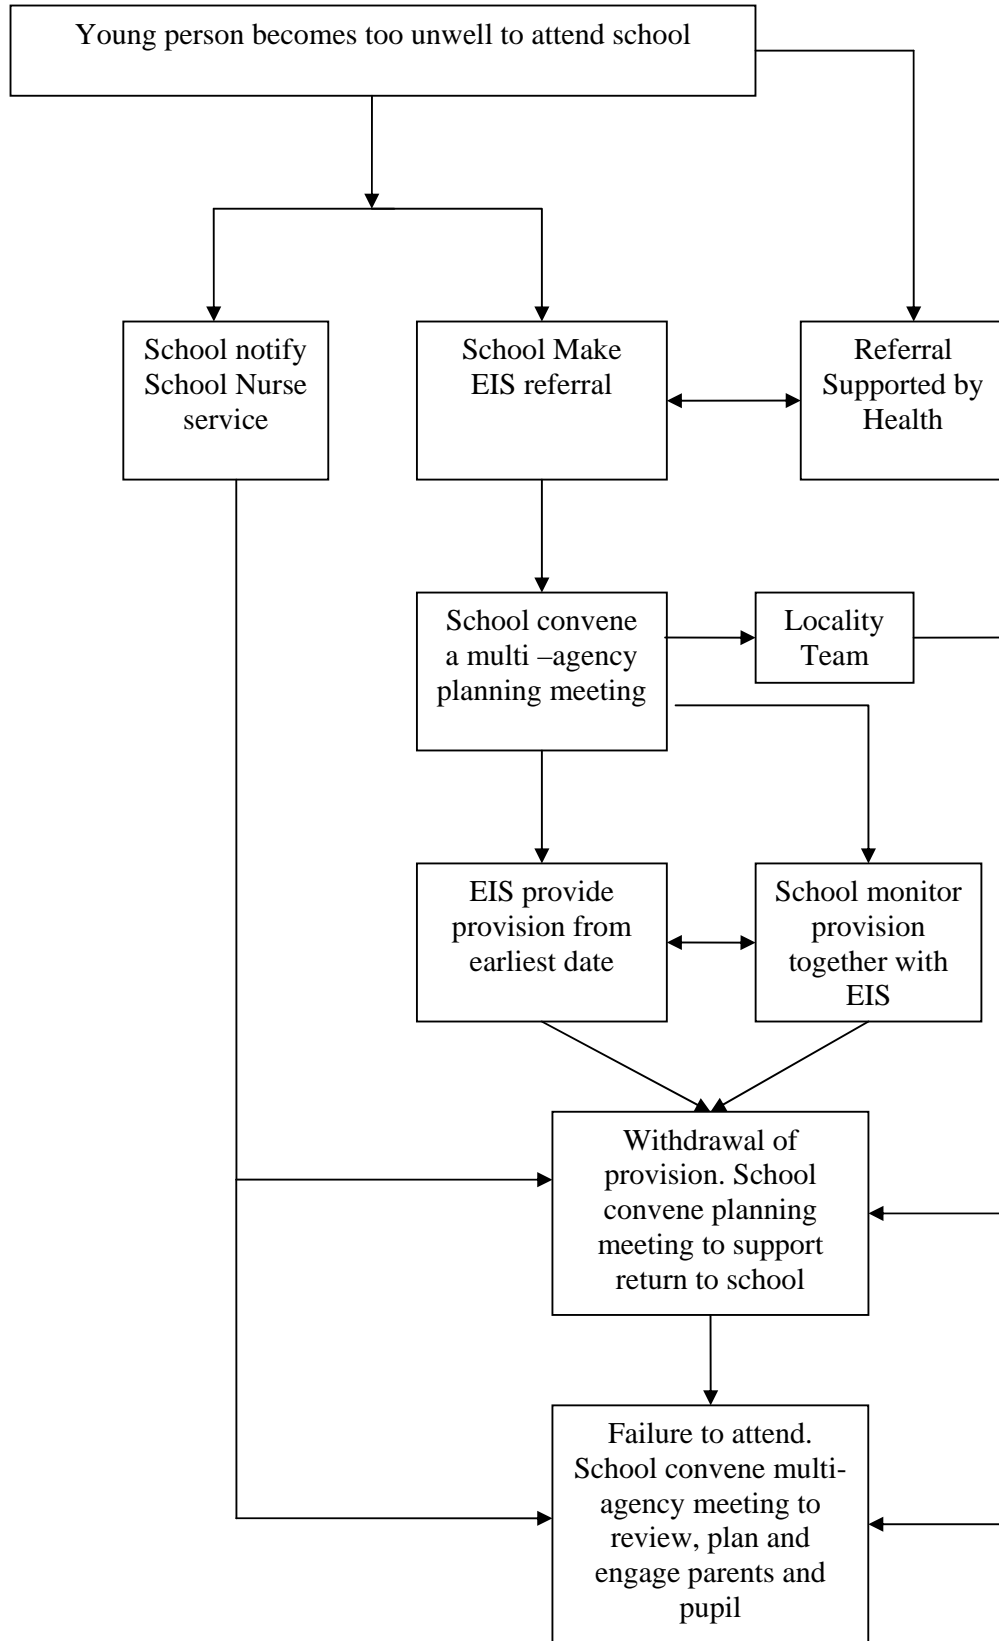 Young person becomes too unwell to attend school
School notify
School Nurse
service
School Make
EIS referral
Referral
Supported by
Health
School convene
a multi –agency
planning meeting
Locality
Team
EIS provide
provision from
earliest date
School monitor
provision
together with
EIS
Withdrawal of
provision. School
convene planning
meeting to support
return to school
Failure to attend.
School convene multi-
agency meeting to
review, plan and
engage parents and
pupil